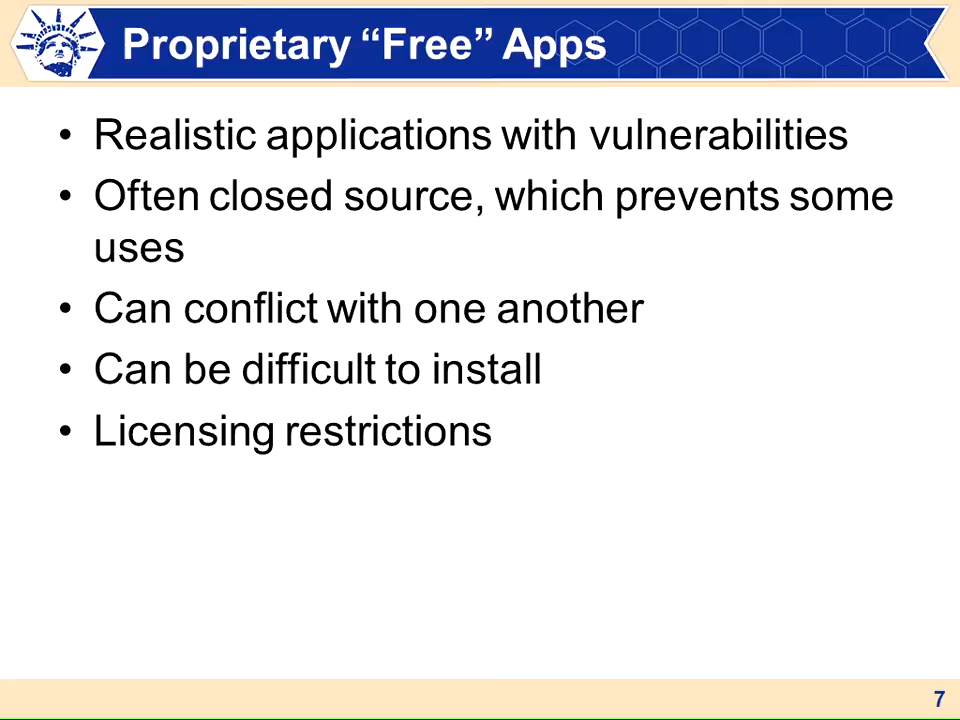 Proprietary “Free” Apps
• Realistic applications with vulnerabilities
• Often closed source, which prevents some
uses
• Can conflict with one another
• Can be difficult to install
• Licensing restrictions
7